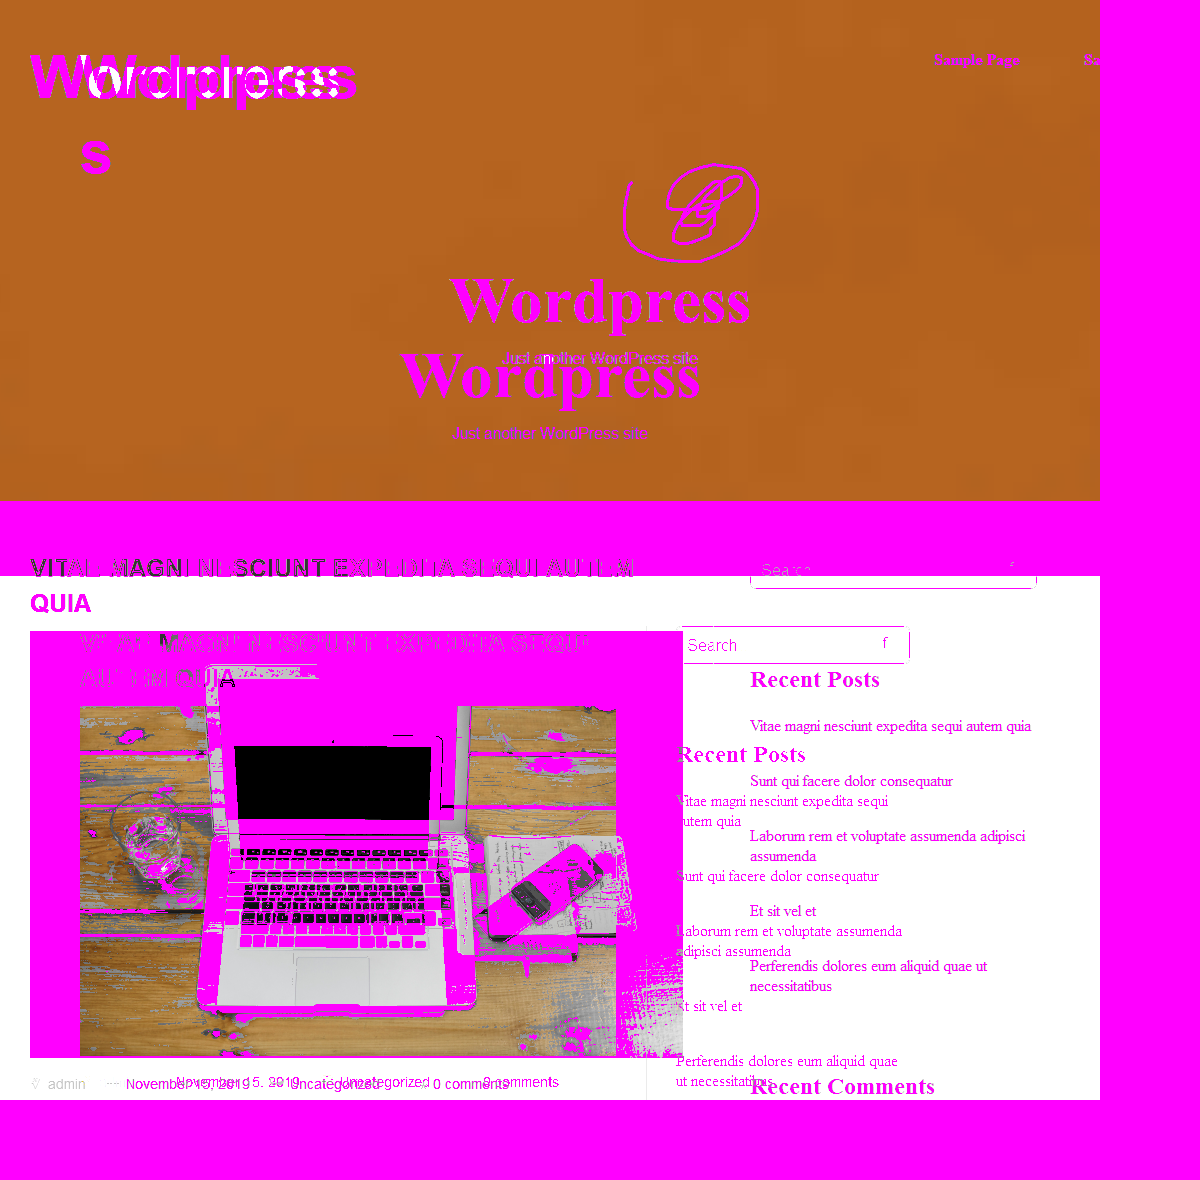 Wordpress
Wordpress
s
Sample Page
Wordpress
Just another WordPress site
Wordpress
Just another WordPress site
VITAE MAGNI NESCIUNT EXPEDITA SEQUI AUTEM
QUIA
Search
VITAE MAGNI NESCIUNT EXPEDITA SEQUI
AUTEM QUIA
Search
Recent Posts
Vitae magni nesciunt expedita sequi autem quia
Recent Posts
Sunt qui facere dolor consequatur
Vitae magni nesciunt expedita sequi
autem quia
Laborum rem et voluptate assumenda adipisci
assumenda
Sunt qui facere dolor consequatur
Et sit vel et
Laborum rem et voluptate assumenda
adipisci assumenda
Perferendis dolores eum aliquid quae ut
necessitatibus
Et sit vel et
Perferendis dolores eum aliquid quae
ut necessitatibus
Recent Comments
admin November 15, 2019 Uncategorized 0 comments
November 15, 2019 Uncategorized 0 comments